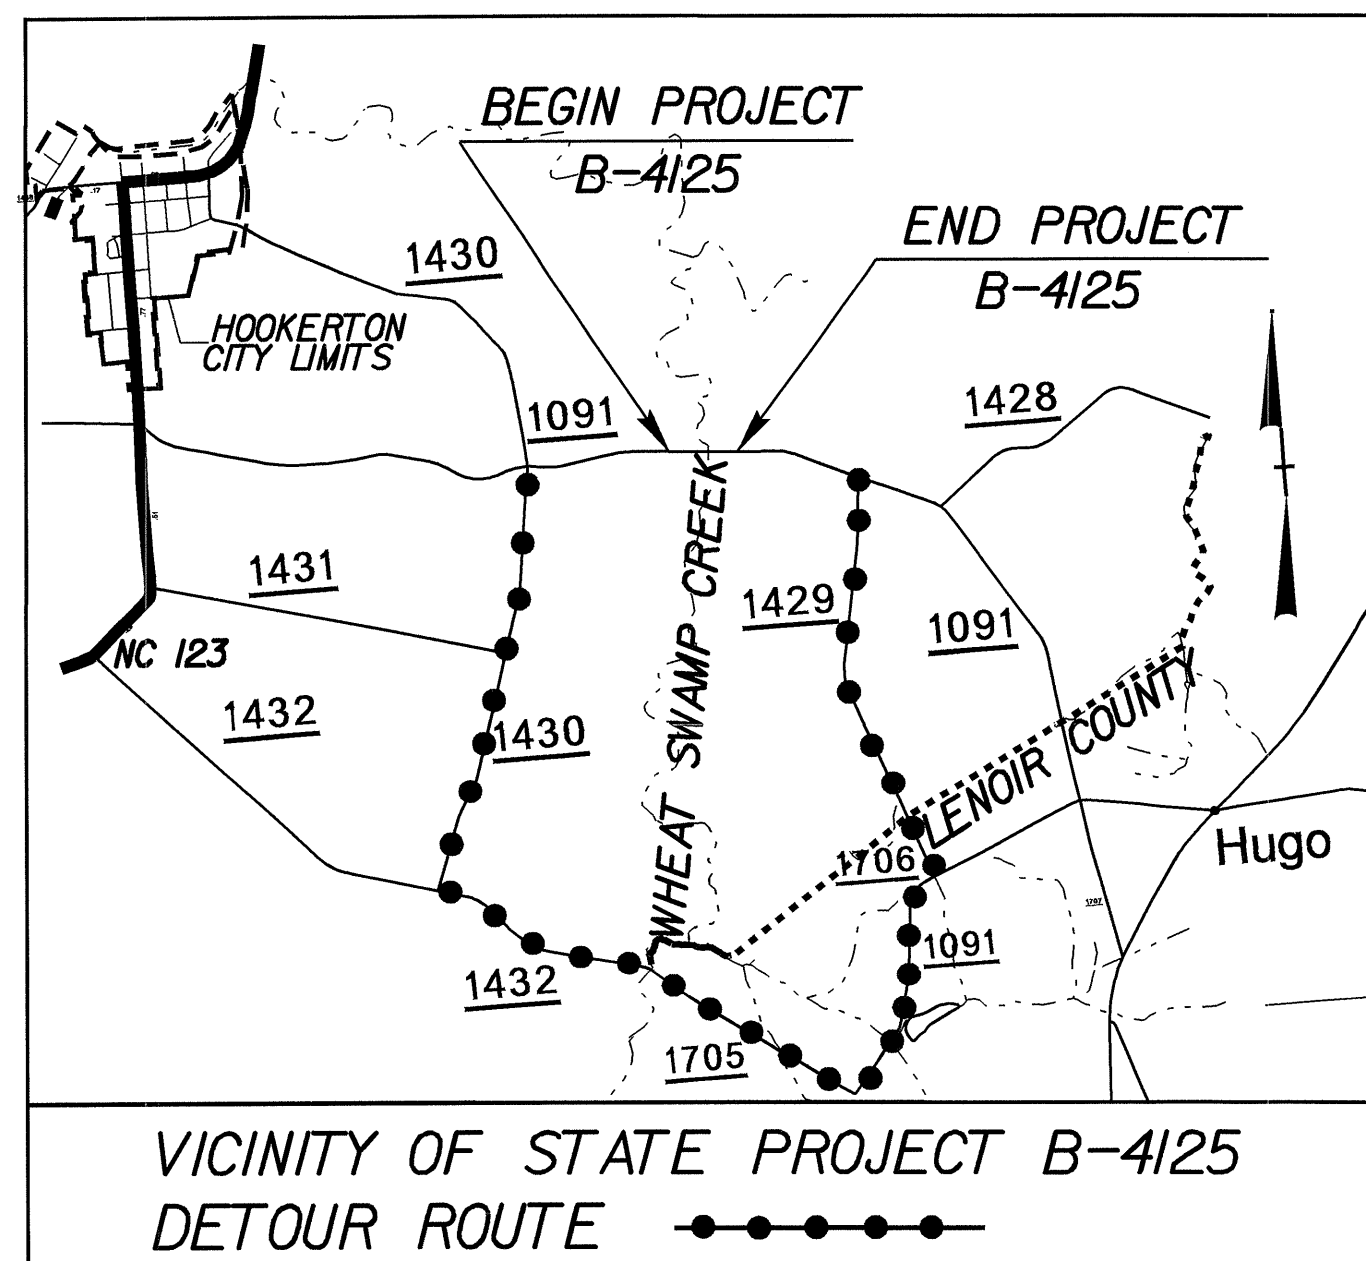 BEGIN PROJECT
B-4125
END PROJECT
B-4125
1430
HOOKERTON
CITY LIMITS
1091
1428
1431
1429
1091
NC 123
1432
1430
WHEAT SWAMP CREEK
LENOIR COUNTY
1706
Hugo
1707
1091
1432
1705
VICINITY OF STATE PROJECT B-4125
DETOUR ROUTE